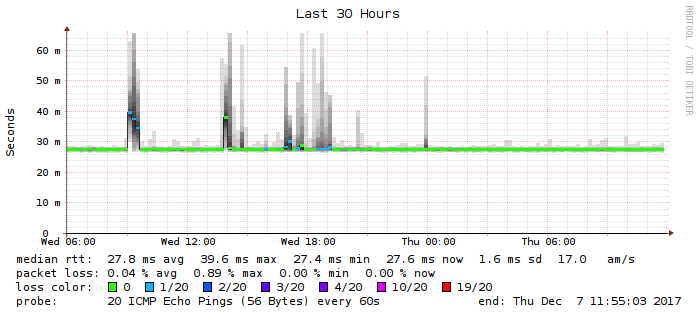 Last 30 Hours
RRDTOOL / TOBI OETIKER
Seconds
60 m
50 m
40 m
30 m
20 m
10 m
0
Wed 06:00 Wed 12:00 Wed 18:00 Thu 00:00 Thu 06:00
median rtt: 27.8 ms avg 39.6 ms max 27.4 ms min 27.6 ms now 1.6 ms sd 17.0 am/s
packet loss: 0.04 % avg 0.89 % max 0.00 % min 0.00 % now
loss color: 0 1/20 2/20 3/20 4/20 10/20 19/20
probe: 20 ICMP Echo Pings (56 Bytes) every 60s end: Thu Dec 7 11:55:03 2017